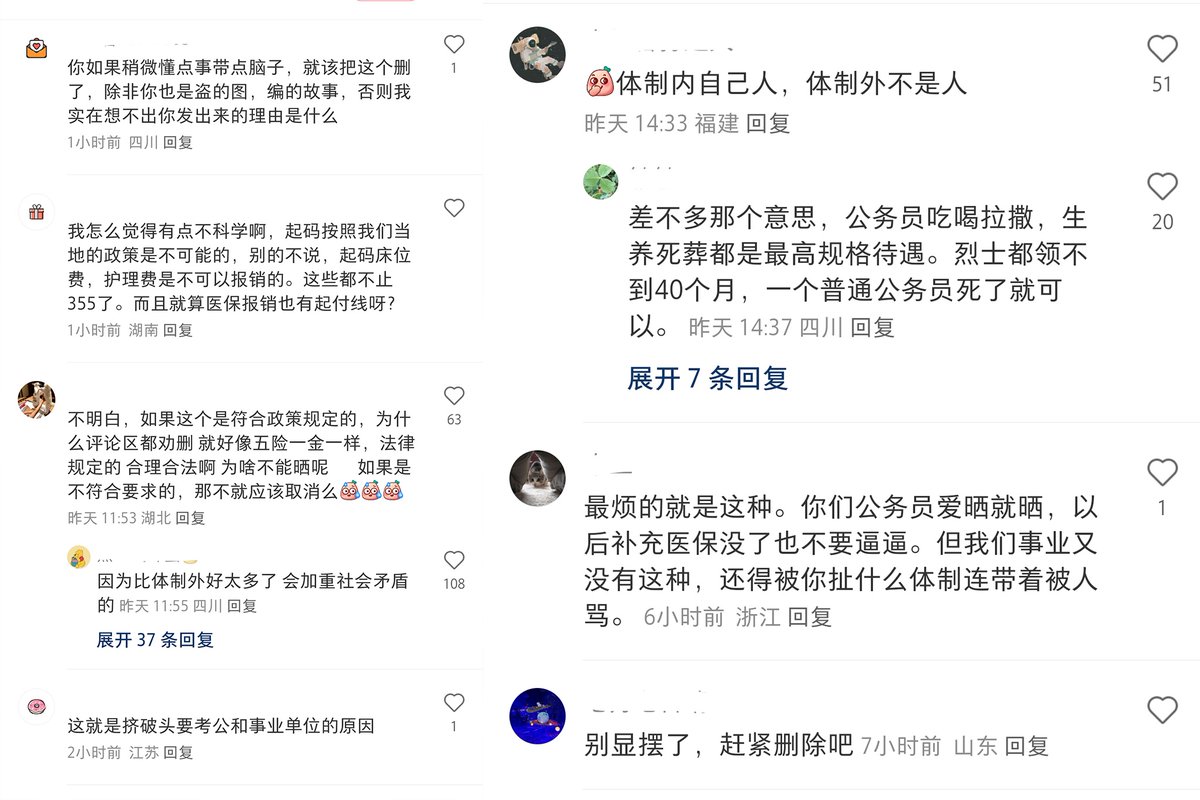 你如果稍微懂点事带点脑子，就该把这个删
了，除非你也是盗的图，编的故事，否则我
实在想不出你发出来的理由是什么
1小时前 四川 回复
1
我怎么觉得有点不科学啊，起码按照我们当
地的政策是不可能的，别的不说，起码床位
费，护理费是不可以报销的。这些都不止
355了。而且就算医保报销也有起付线呀？
1小时前 湖南 回复
不明白，如果这个是符合政策规定的，为什
么评论区都劝删 就好像五险一金一样，法律
规定的 合理合法啊 为啥不能晒呢 如果是
不符合要求的，那不就应该取消么
昨天 11:53 湖北 回复
63
因为比体制外好太多了 会加重社会矛盾
的 昨天 11:55 四川 回复
108
展开 37 条回复
这就是挤破头要考公和事业单位的原因
2小时前 江苏 回复
1
体制内自己人，体制外不是人
昨天 14:33 福建 回复
51
差不多那个意思，公务员吃喝拉撒，生
养死葬都是最高规格待遇。烈士都领不
到40个月，一个普通公务员死了就可
以。 昨天 14:37 四川 回复
20
展开 7 条回复
最烦的就是这种。你们公务员爱晒就晒，以
后补充医保没了也不要逼逼。但我们事业又
没有这种，还得被你扯什么体制连带着被人
骂。 6小时前 浙江 回复
1
别显摆了，赶紧删除吧 7小时前 山东 回复